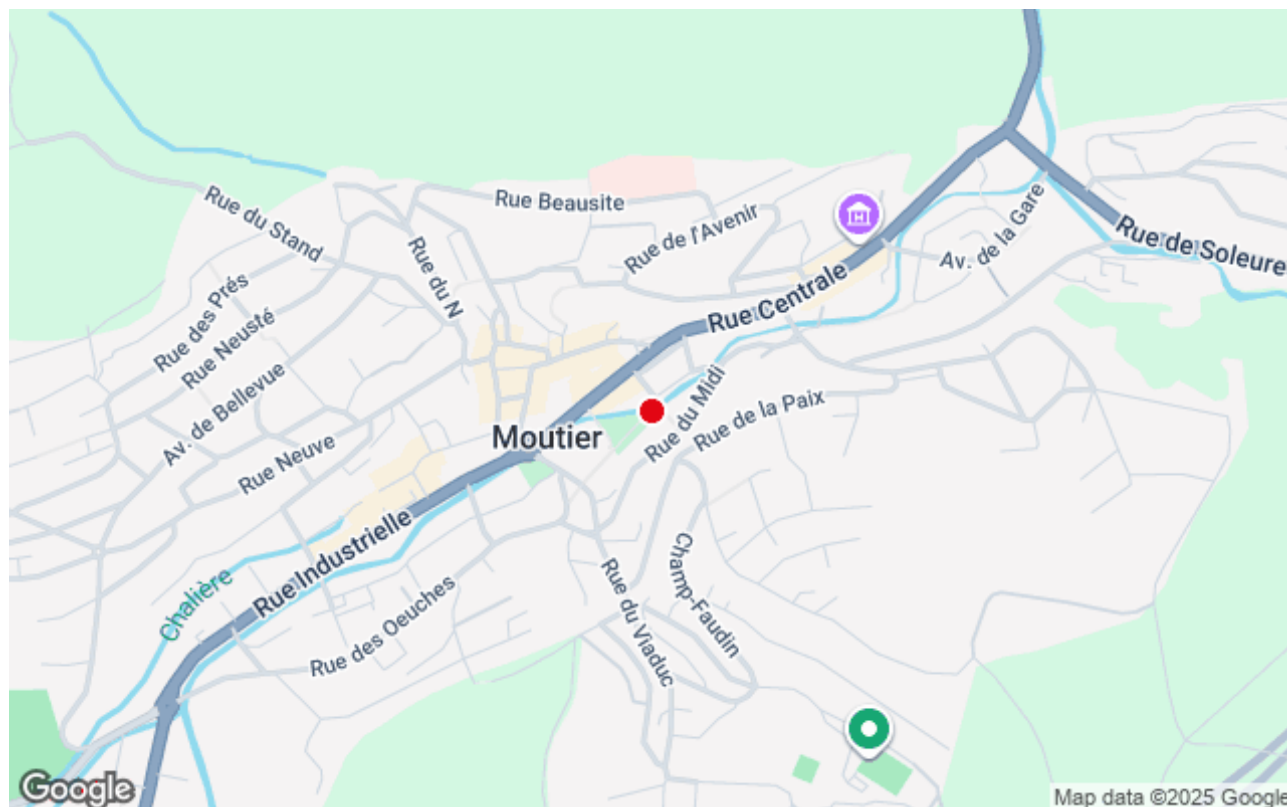 Rue Beausite
Rue du Stand
Rue de l'Avenir
Rue du N
Av. de la Gare
Rue de Soleure
Rue des Prés
Rue Neusté
Rue Centrale
Av. de Bellevue
Rue du Midi
Rue de la Paix
Moutier
Rue Neuve
Rue Industrielle
Chalière
Rue des Oeuches
Rue du Viaduc
Champ-Faudin
Google
Map data ©2025 Google